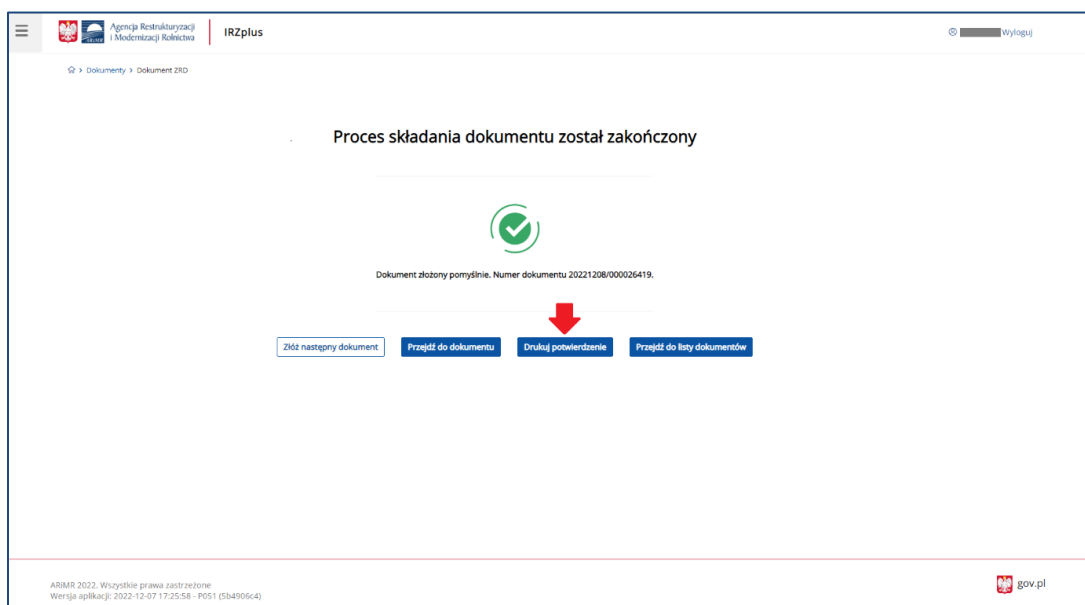 Agencja Restrukturyzacji
i Modernizacji Rolnictwa
ARiMR
IRZplus
Wyloguj
Dokumenty > Dokument ZRD
Proces składania dokumentu został zakończony
Dokument złożony pomyślnie. Numer dokumentu 20221208/000026419.
Złóż następny dokument
Przejdź do dokumentu
Drukuj potwierdzenie
Przejdź do listy dokumentów
ARiMR 2022. Wszystkie prawa zastrzeżone
Wersja aplikacji: 2022-12-07 17:25:58 - P051 (5b4906c4)
gov.pl